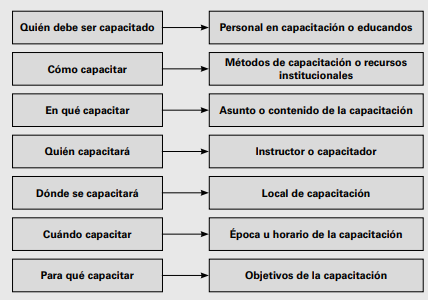 Quién debe ser capacitado
Personal en capacitación o educandos
Cómo capacitar
Métodos de capacitación o recursos
institucionales
En qué capacitar
Asunto o contenido de la capacitación
Quién capacitará
Instructor o capacitador
Dónde se capacitará
Local de capacitación
Cuándo capacitar
Época u horario de la capacitación
Para qué capacitar
Objetivos de la capacitación